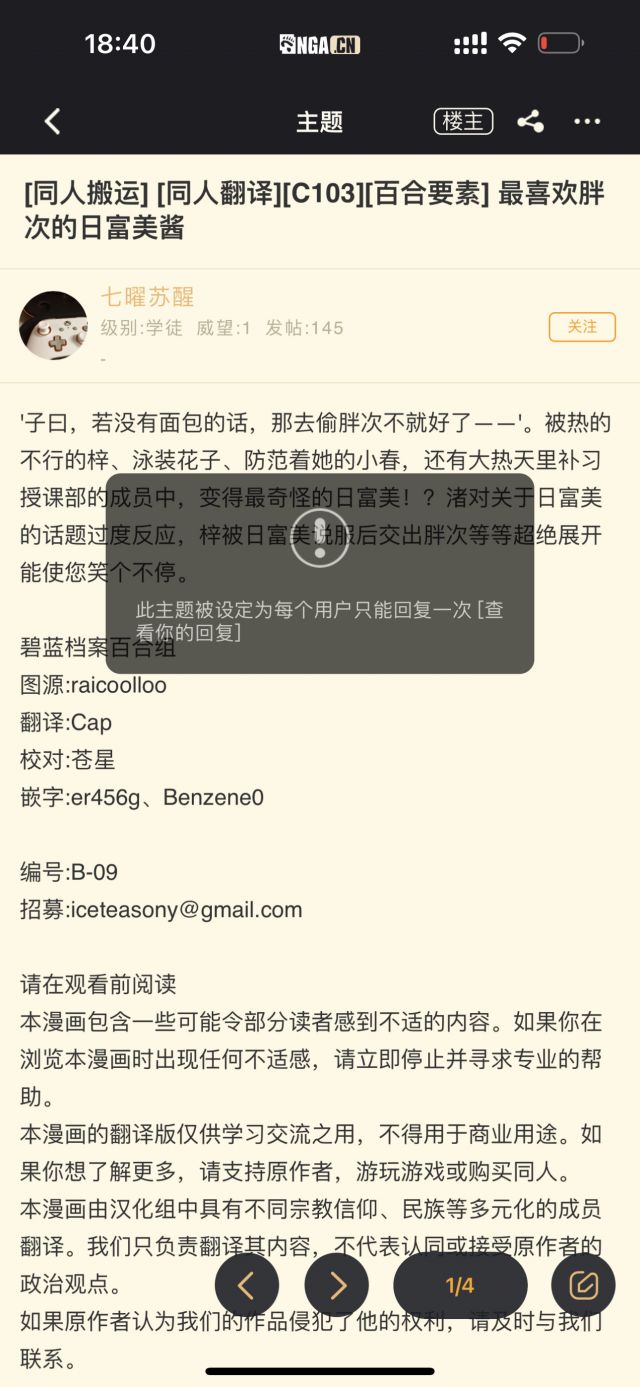 18:40
NGA.CN
主题
楼主
[同人搬运] [同人翻译][C103][百合要素] 最喜欢胖
次的日富美酱
七曜苏醒
级别:学徒 威望:1 发帖:145
-
关注
'子曰，若没有面包的话，那去偷胖次不就好了——'。被热的
不行的梓、泳装花子、防范着她的小春，还有大热天里补习
授课部的成员中，变得最奇怪的日富美！？渚对关于日富美
的话题过度反应，梓被日富美说服后交出胖次等等超绝展开
能使您笑个不停。
此主题被设定为每个用户只能回复一次 [查
看你的回复]
碧蓝档案百合组
图源:raicoolloo
翻译:Cap
校对:苍星
嵌字:er456g、Benzene0
编号:B-09
招募:iceteasony@gmail.com
请在观看前阅读
本漫画包含一些可能令部分读者感到不适的内容。如果你在
浏览本漫画时出现任何不适感，请立即停止并寻求专业的帮
助。
本漫画的翻译版仅供学习交流之用，不得用于商业用途。如
果你想了解更多，请支持原作者，游玩游戏或购买同人。
本漫画由汉化组中具有不同宗教信仰、民族等多元化的成员
翻译。我们只负责翻译其内容，不代表认同或接受原作者的
政治观点。
1/4
如果原作者认为我们的作品侵犯了他的权利，请及时与我们
联系。